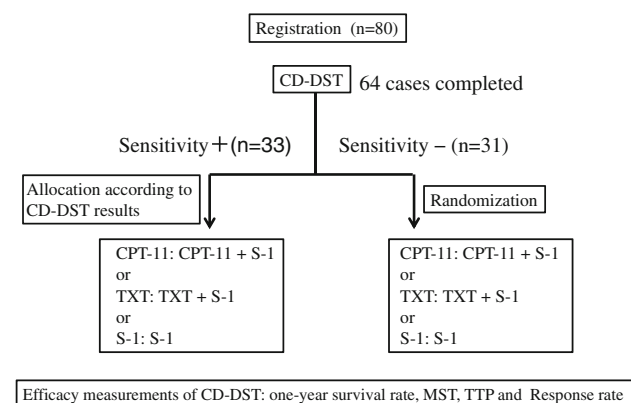 Registration (n=80)
CD-DST
64 cases completed
Sensitivity＋(n=33)
Sensitivity − (n=31)
Allocation according to
CD-DST results
Randomization
CPT-11: CPT-11 + S-1
or
TXT: TXT + S-1
or
S-1: S-1
CPT-11: CPT-11 + S-1
or
TXT: TXT + S-1
or
S-1: S-1
Efficacy measurements of CD-DST: one-year survival rate, MST, TTP and Response rate